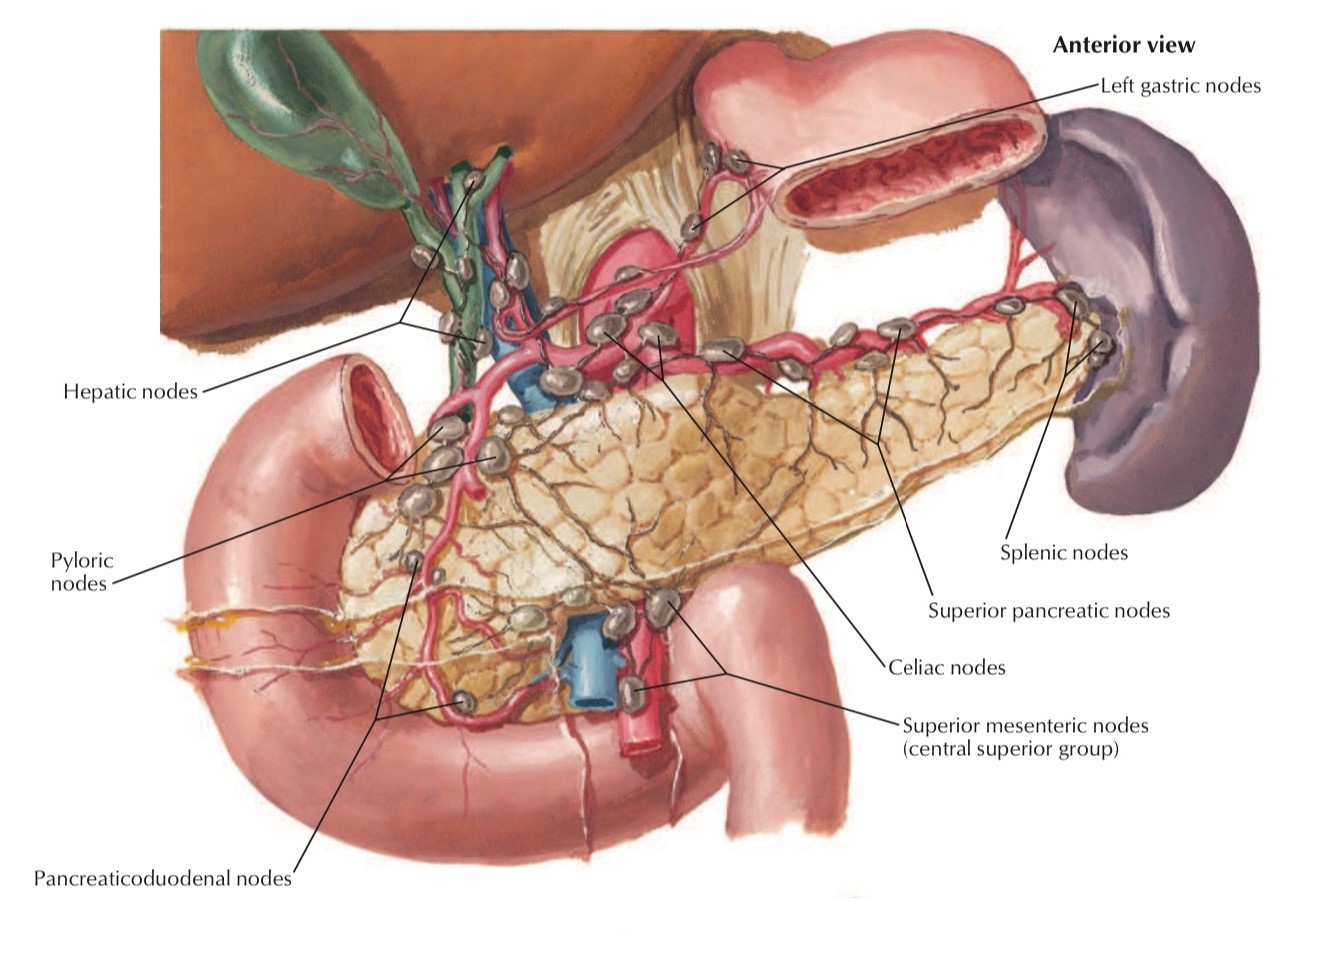 Anterior view
Left gastric nodes
Hepatic nodes
Pyloric
nodes
Splenic nodes
Superior pancreatic nodes
Celiac nodes
Superior mesenteric nodes
(central superior group)
Pancreaticoduodenal nodes